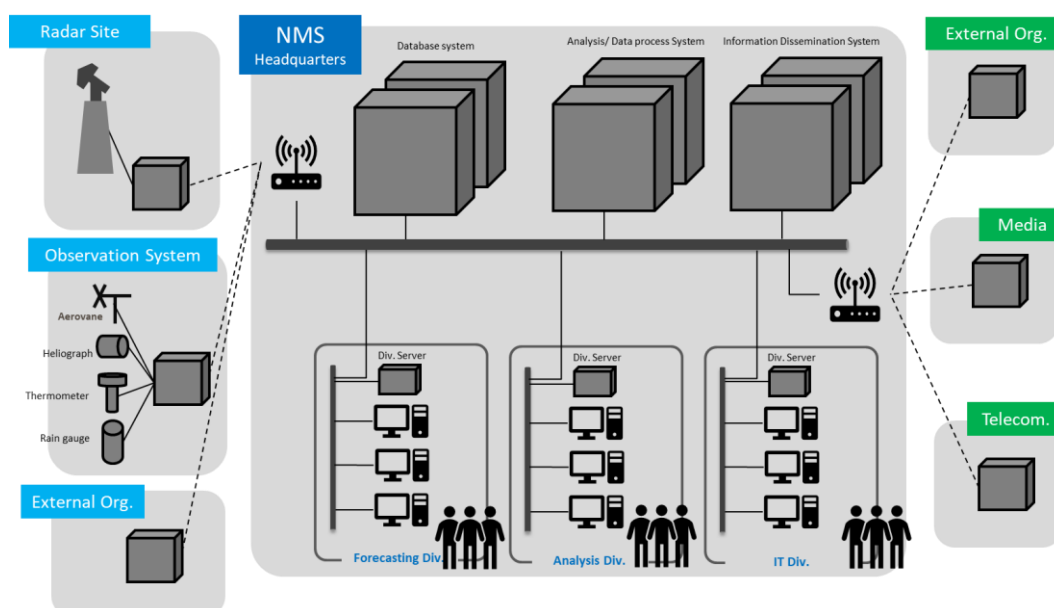 Radar Site
NMS
Headquarters
Database system
Analysis/ Data process System
Information Dissemination System
External Org.
Observation System
Aerovane
Heliograph
Thermometer
Rain gauge
Media
Div. Server
Div. Server
Div. Server
Telecom.
External Org.
Forecasting Div.
Analysis Div.
IT Div.